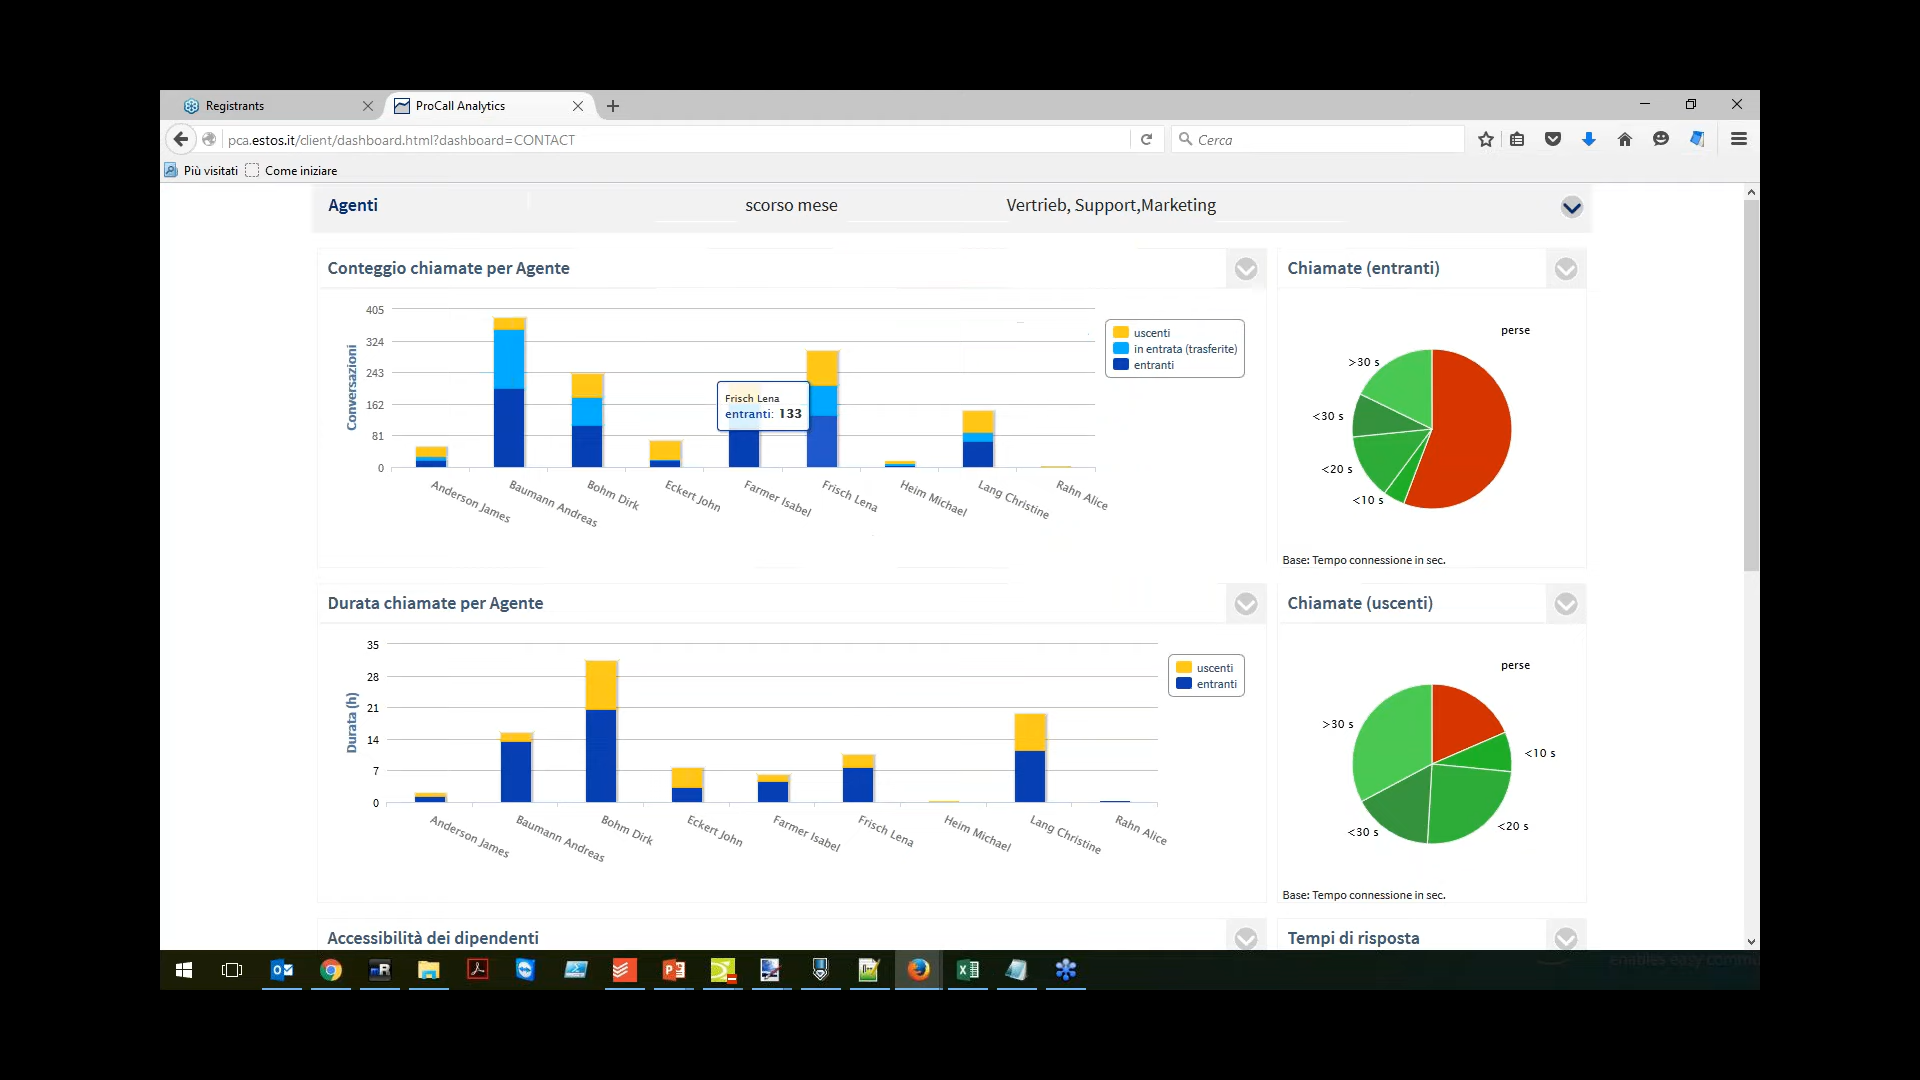 Registrants
ProCall Analytics
pca.estos.it/client/dashboard.html?dashboard=CONTACT
Cerca
Più visitati
Come iniziare
Agenti
scorso mese
Vertrieb, Support,Marketing
Conteggio chiamate per Agente
405
324
243
162
81
0
Conversazioni
Frisch Lena
entranti: 133
Anderson James
Baumann Andreas
Bohm Dirk
Eckert John
Farmer Isabel
Frisch Lena
Heim Michael
Lang Christine
Rahn Alice
uscenti
in entrata (trasferite)
entranti
Chiamate (entranti)
perse
>30 s
<30 s
<20 s
<10 s
Base: Tempo connessione in sec.
Durata chiamate per Agente
35
28
21
14
7
0
Durata (h)
Anderson James
Baumann Andreas
Bohm Dirk
Eckert John
Farmer Isabel
Frisch Lena
Heim Michael
Lang Christine
Rahn Alice
uscenti
entranti
Chiamate (uscenti)
perse
>30 s
<10 s
<20 s
<30 s
Base: Tempo connessione in sec.
Accessibilità dei dipendenti
Tempi di risposta
enables easy commu